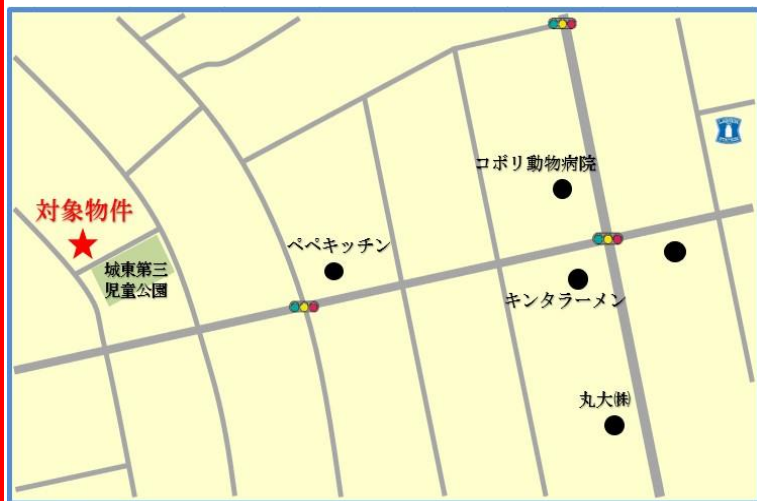 コボリ動物病院
対象物件
ペペキッチン
城東第三
児童公園
キンタラーメン
丸大㈱